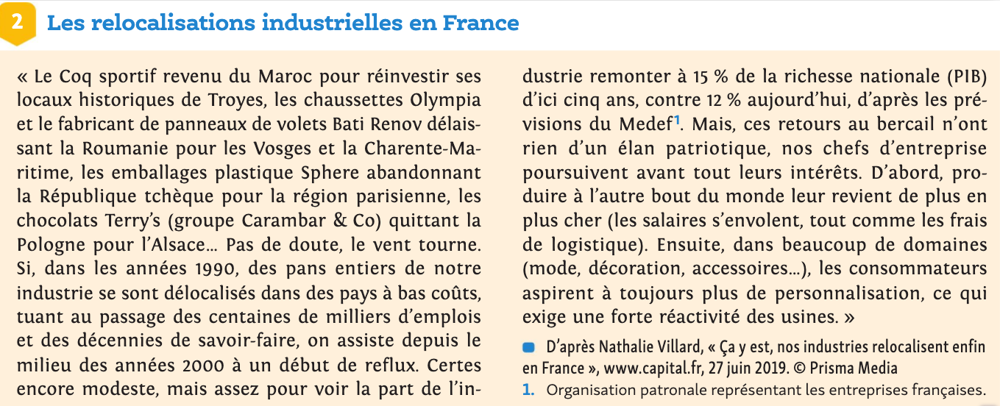 2 Les relocalisations industrielles en France
« Le Coq sportif revenu du Maroc pour réinvestir ses
locaux historiques de Troyes, les chaussettes Olympia
et le fabricant de panneaux de volets Bati Renov délais-
sant la Roumanie pour les Vosges et la Charente-Ma-
ritime, les emballages plastique Sphere abandonnant
la République tchèque pour la région parisienne, les
chocolats Terry's (groupe Carambar & Co) quittant la
Pologne pour l'Alsace... Pas de doute, le vent tourne.
Si, dans les années 1990, des pans entiers de notre
industrie se sont délocalisés dans des pays à bas coûts,
tuant au passage des centaines de milliers d'emplois
et des décennies de savoir-faire, on assiste depuis le
milieu des années 2000 à un début de reflux. Certes
encore modeste, mais assez pour voir la part de l'in-
dustrie remonter à 15 % de la richesse nationale (PIB)
d'ici cinq ans, contre 12 % aujourd'hui, d'après les pré-
visions du Medef1. Mais, ces retours au bercail n'ont
rien d'un élan patriotique, nos chefs d'entreprise
poursuivent avant tout leurs intérêts. D'abord, pro-
duire à l'autre bout du monde leur revient de plus en
plus cher (les salaires s'envolent, tout comme les frais
de logistique). Ensuite, dans beaucoup de domaines
(mode, décoration, accessoires...), les consommateurs
aspirent à toujours plus de personnalisation, ce qui
exige une forte réactivité des usines. »
D'après Nathalie Villard, « Ça y est, nos industries relocalisent enfin
en France », www.capital.fr, 27 juin 2019. © Prisma Media
1. Organisation patronale représentant les entreprises françaises.